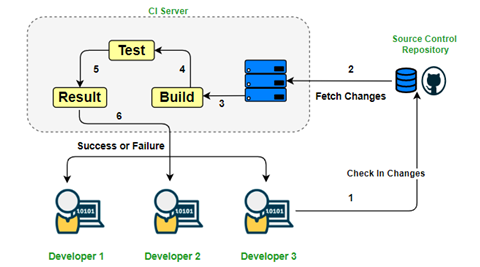 CI Server
Source Control
Repository
Test
5
4
2
Result
Build
3
Fetch Changes
6
Success or Failure
Check In Changes
1
10101
10101
10101
Developer 1
Developer 2
Developer 3